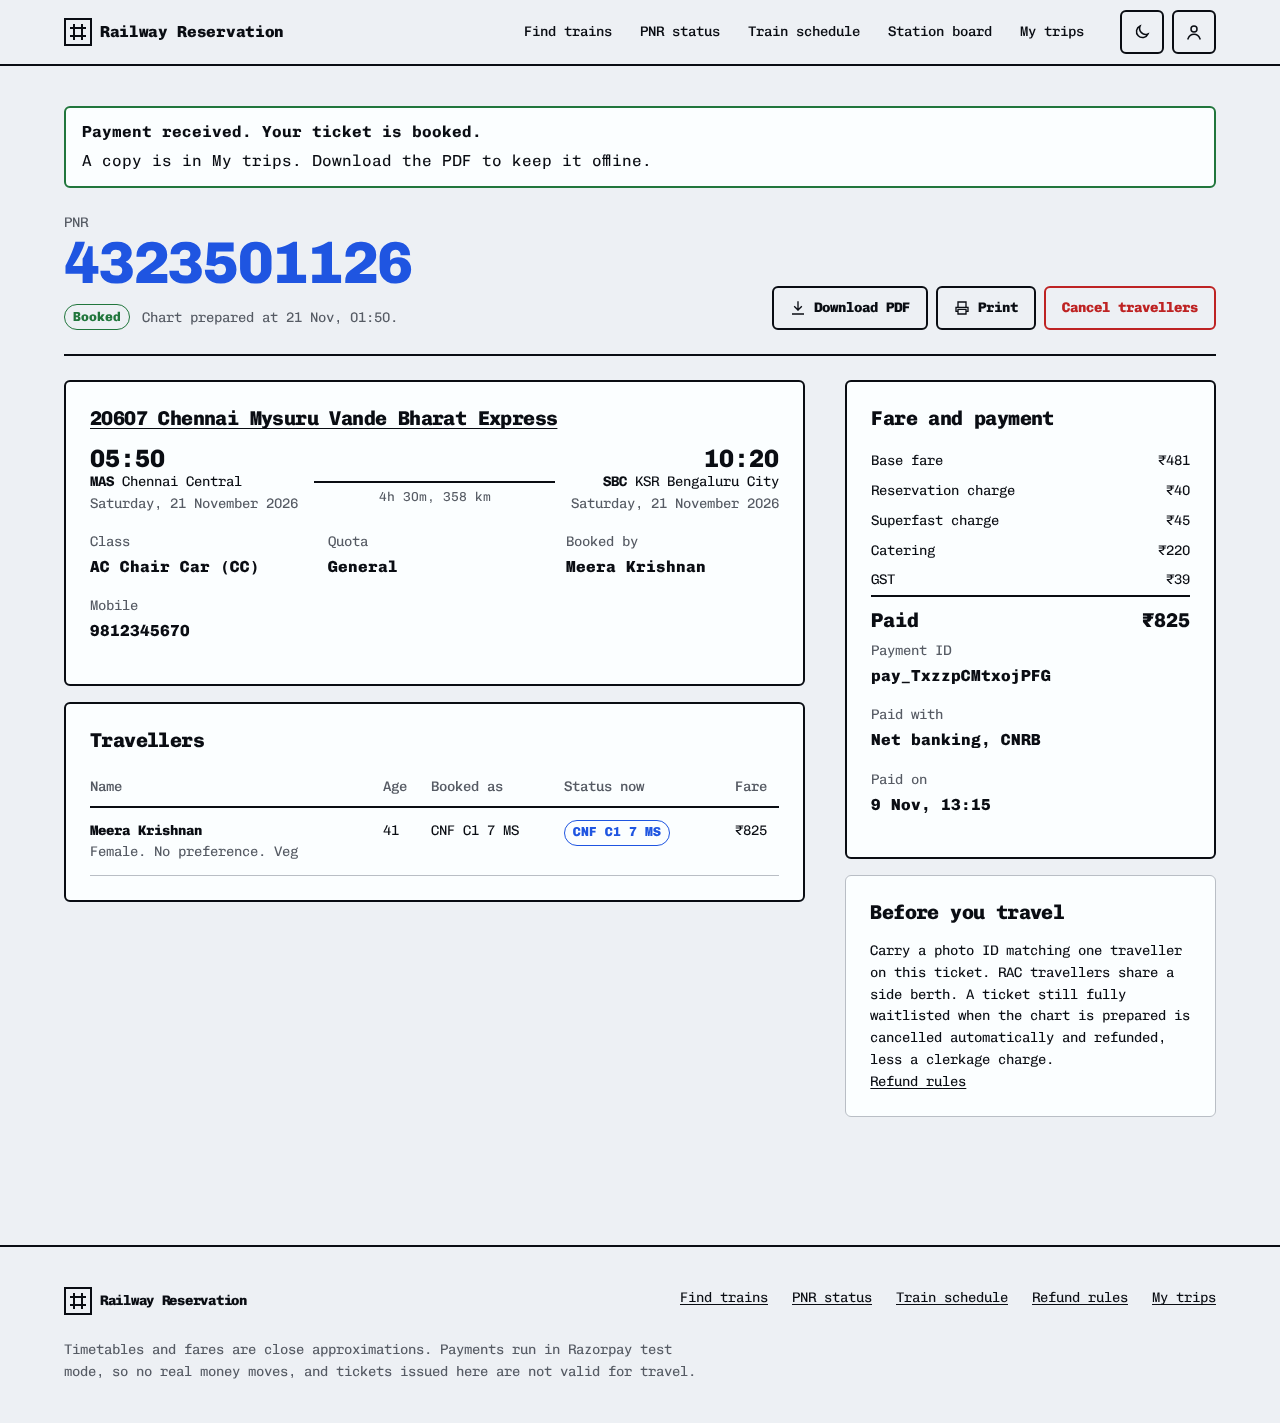 Railway Reservation
Find trains
PNR status
Train schedule
Station board
My trips
Payment received. Your ticket is booked.
A copy is in My trips. Download the PDF to keep it offline.
PNR
4323501126
Booked
Chart prepared at 21 Nov, 01:50.
Download PDF
Print
Cancel travellers
20607 Chennai Mysuru Vande Bharat Express
05:50
MAS Chennai Central
Saturday, 21 November 2026
4h 30m, 358 km
10:20
SBC KSR Bengaluru City
Saturday, 21 November 2026
Class
AC Chair Car (CC)
Quota
General
Booked by
Meera Krishnan
Mobile
9812345670
Travellers
Name Age Booked as Status now Fare
Meera Krishnan 41 CNF C1 7 MS CNF C1 7 MS ₹825
Female. No preference. Veg
Fare and payment
Base fare ₹481
Reservation charge ₹40
Superfast charge ₹45
Catering ₹220
GST ₹39
Paid ₹825
Payment ID
pay_TxzzpCMtxojPFG
Paid with
Net banking, CNRB
Paid on
9 Nov, 13:15
Before you travel
Carry a photo ID matching one traveller
on this ticket. RAC travellers share a
side berth. A ticket still fully
waitlisted when the chart is prepared is
cancelled automatically and refunded,
less a clerkage charge.
Refund rules
Railway Reservation
Find trains
PNR status
Train schedule
Refund rules
My trips
Timetables and fares are close approximations. Payments run in Razorpay test
mode, so no real money moves, and tickets issued here are not valid for travel.